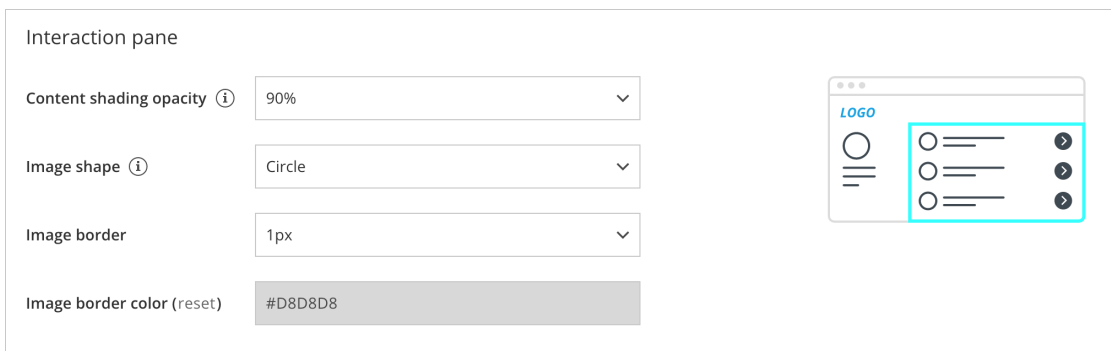 Interaction pane
Content shading opacity
90%
Image shape
Circle
Image border
1px
Image border color (reset)
#D8D8D8
LOGO